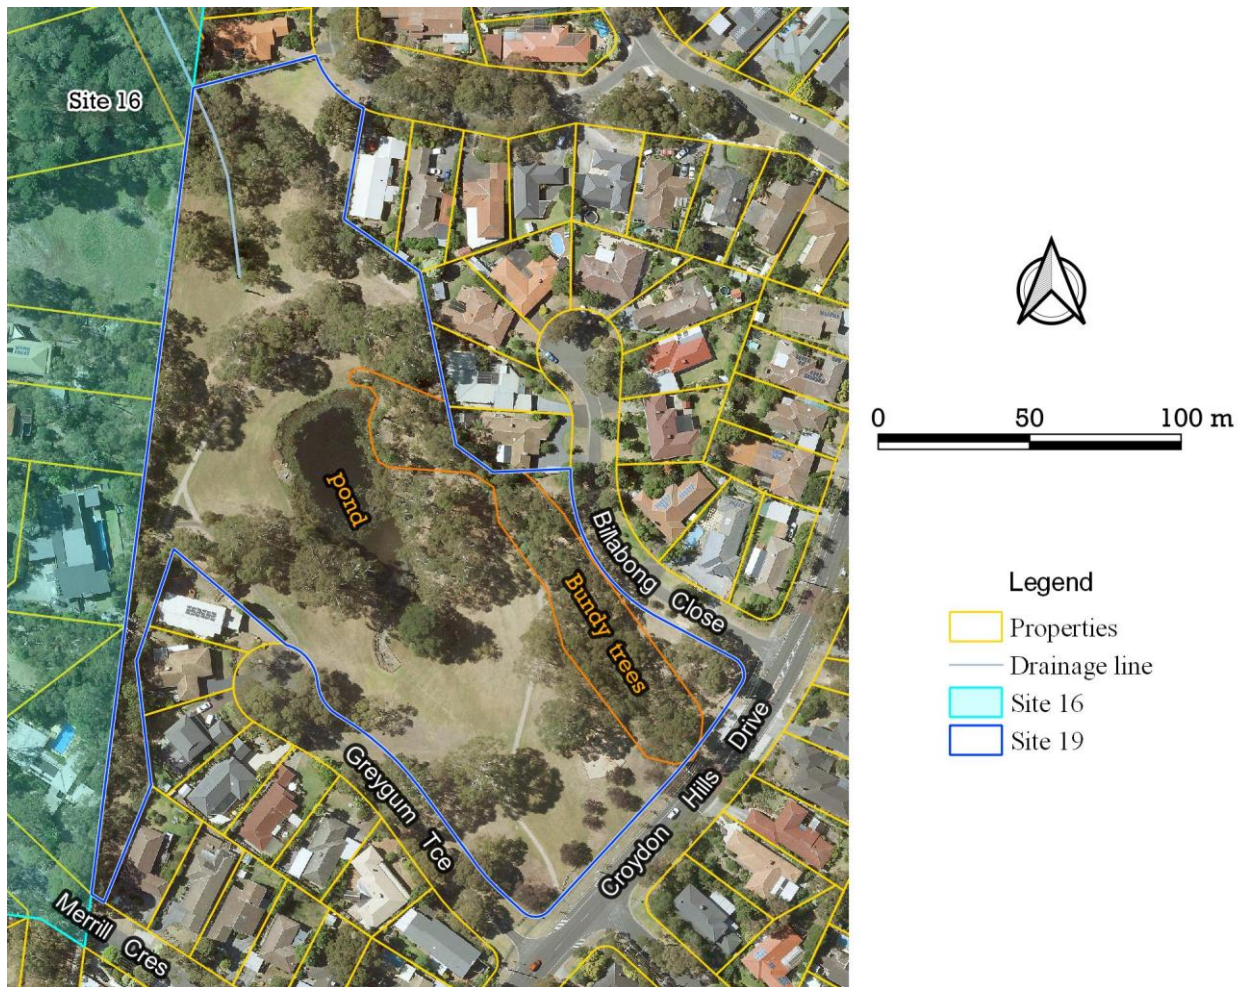 Site 16
pond
Bundy trees
Billabong Close
Greygum Tce
Croydon Hills Drive
Merrill Cres
0 50 100 m
Legend
Properties
Drainage line
Site 16
Site 19